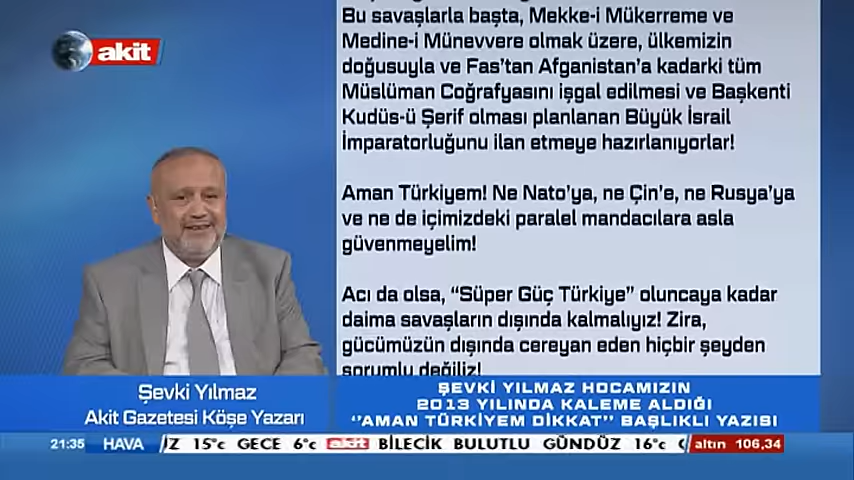 akit
Bu savaşlarla başta, Mekke-i Mükerreme ve
Medine-i Münevvere olmak üzere, ülkemizin
doğusuyla ve Fas'tan Afganistan'a kadarki tüm
Müslüman Coğrafyasını işgal edilmesi ve Başkenti
Kudüs-ü Şerif olması planlanan Büyük İsrail
İmparatorluğunu ilan etmeye hazırlanıyorlar!
Aman Türkiyem! Ne Nato'ya, ne Çin'e, ne Rusya'ya
ve ne de içimizdeki paralel mandacılara asla
güvenmeyelim!
Acı da olsa, "Süper Güç Türkiye" oluncaya kadar
daima savaşların dışında kalmalıyız! Zira,
gücümüzün dışında cereyan eden hiçbir şeyden
sorumlu değiliz!
Şevki Yılmaz
Akit Gazetesi Köşe Yazarı
ŞEVKİ YILMAZ HOCAMIZIN
2013 YILINDA KALEME ALDIĞI
''AMAN TÜRKİYEM DİKKAT'' BAŞLIKLI YAZISI
21:35 HAVA İZ 15°C GECE 6°C akit BİLECİK BULUTLU GÜNDÜZ 16°C altın 106,34